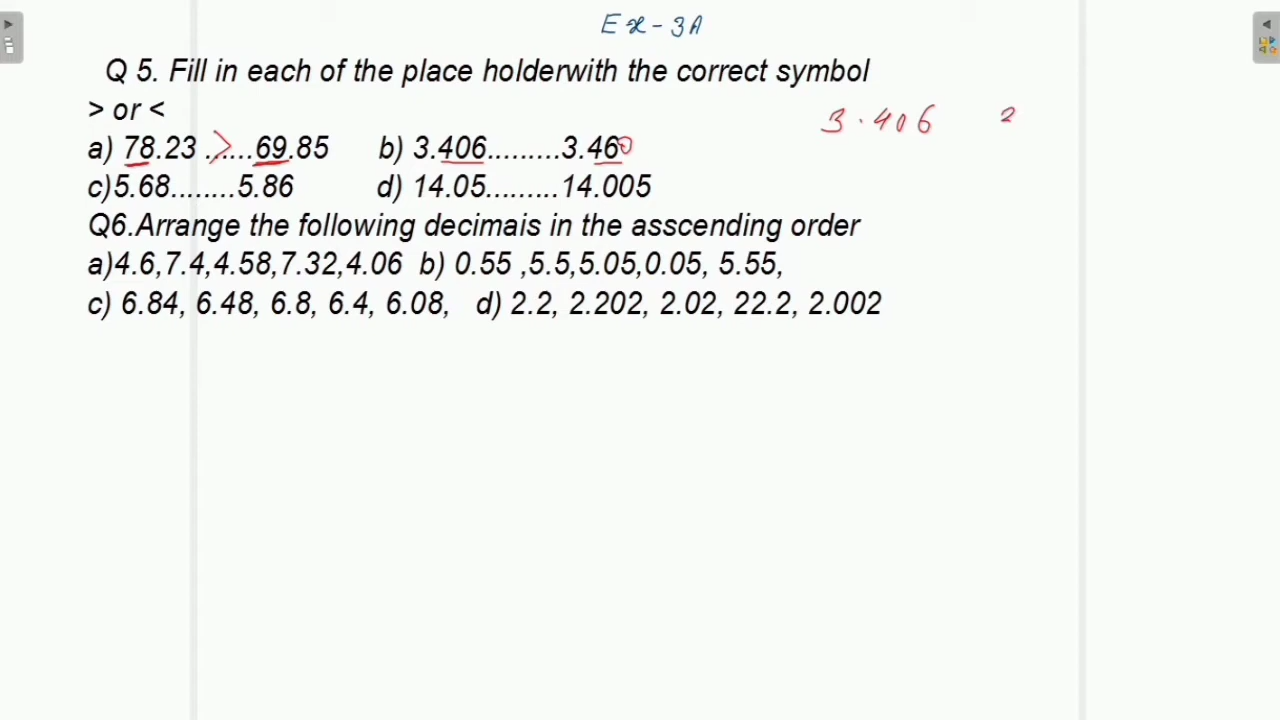 Ex - 3A
Q 5. Fill in each of the place holderwith the correct symbol
> or <
3.406 2
a) 78.23 >......69.85 b) 3.406.........3.460
c)5.68........5.86 d) 14.05.........14.005
Q6.Arrange the following decimais in the asscending order
a)4.6,7.4,4.58,7.32,4.06 b) 0.55 ,5.5,5.05,0.05, 5.55,
c) 6.84, 6.48, 6.8, 6.4, 6.08, d) 2.2, 2.202, 2.02, 22.2, 2.002